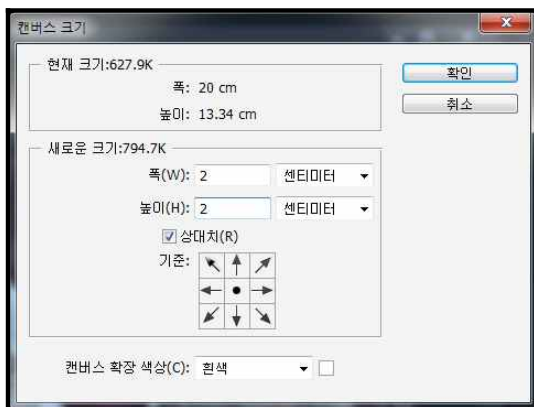 캔버스 크기
현재 크기:627.9K
확인
폭: 20 cm
취소
높이: 13.34 cm
새로운 크기:794.7K
폭(W): 2 센티미터
높이(H): 2 센티미터
상대치(R)
기준:
캔버스 확장 색상(C): 흰색